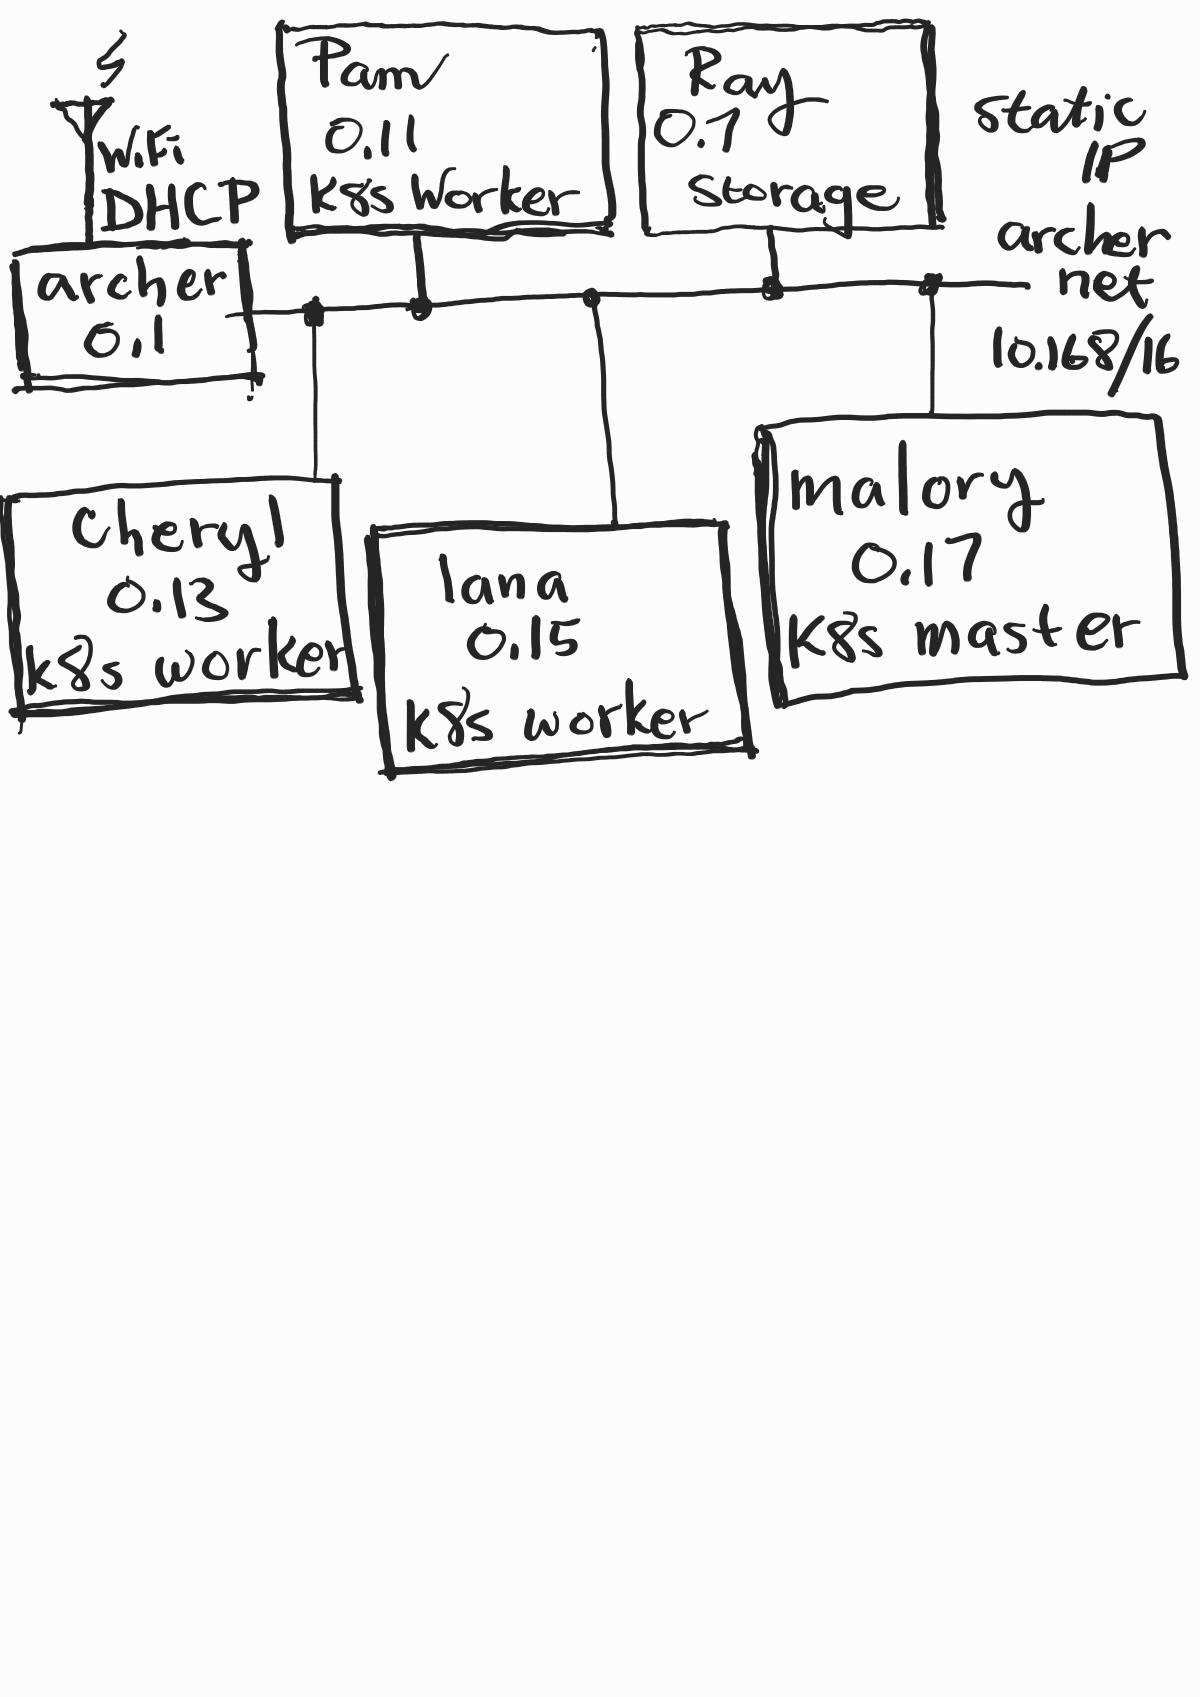 Pam
0.11
k8s worker
Ray
0.7
storage
static
IP
archer
net
10.168/16
WiFi
DHCP
archer
0.1
Cheryl
0.13
k8s worker
lana
0.15
k8s worker
malory
0.17
k8s master